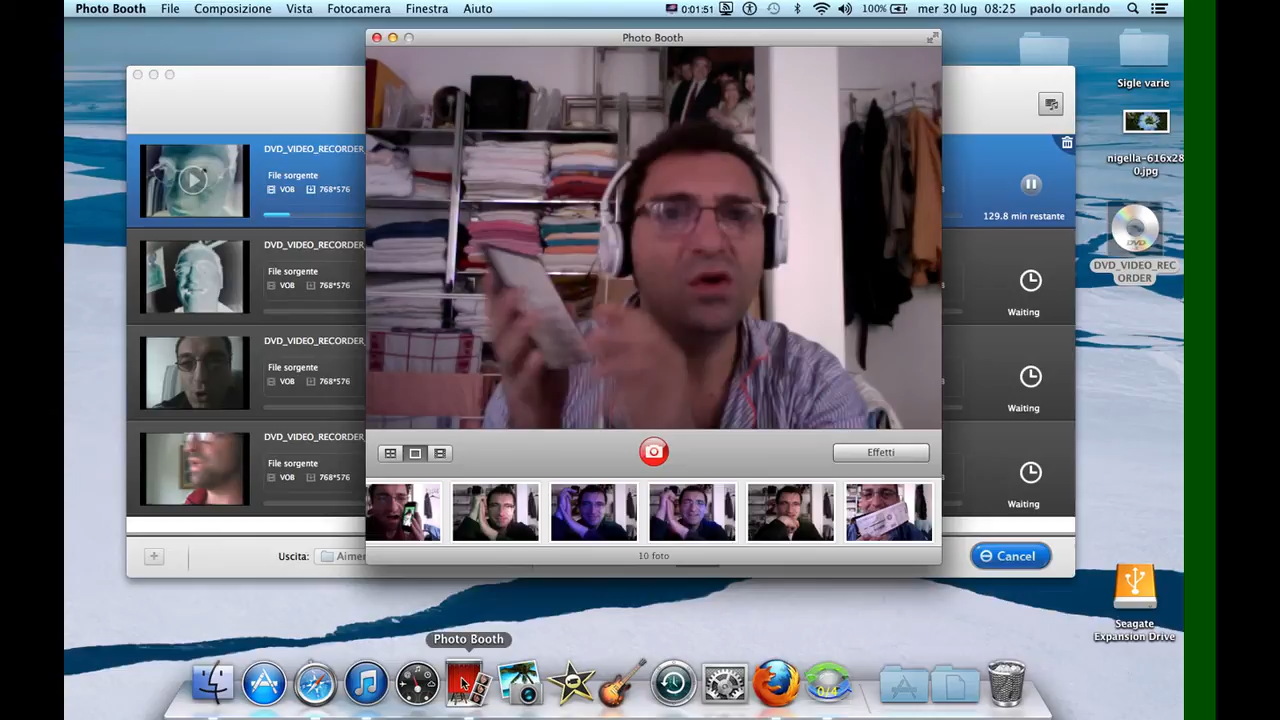 Photo Booth File Composizione Vista Fotocamera Finestra Aiuto 0:01:51 100% mer 30 lug 08:25 paolo orlando
Photo Booth
Sigle varie
nigella-616x28
0.jpg
DVD_VIDEO_REC
ORDER
DVD_VIDEO_RECORDER
File sorgente
VOB 768*576
129.8 min restante
DVD_VIDEO_RECORDER
File sorgente
VOB 768*576
Waiting
DVD_VIDEO_RECORDER
File sorgente
VOB 768*576
Waiting
DVD_VIDEO_RECORDER
File sorgente
VOB 768*576
Waiting
Effetti
10 foto
Uscita: Aimer
Cancel
Seagate
Expansion Drive
Photo Booth
0/4